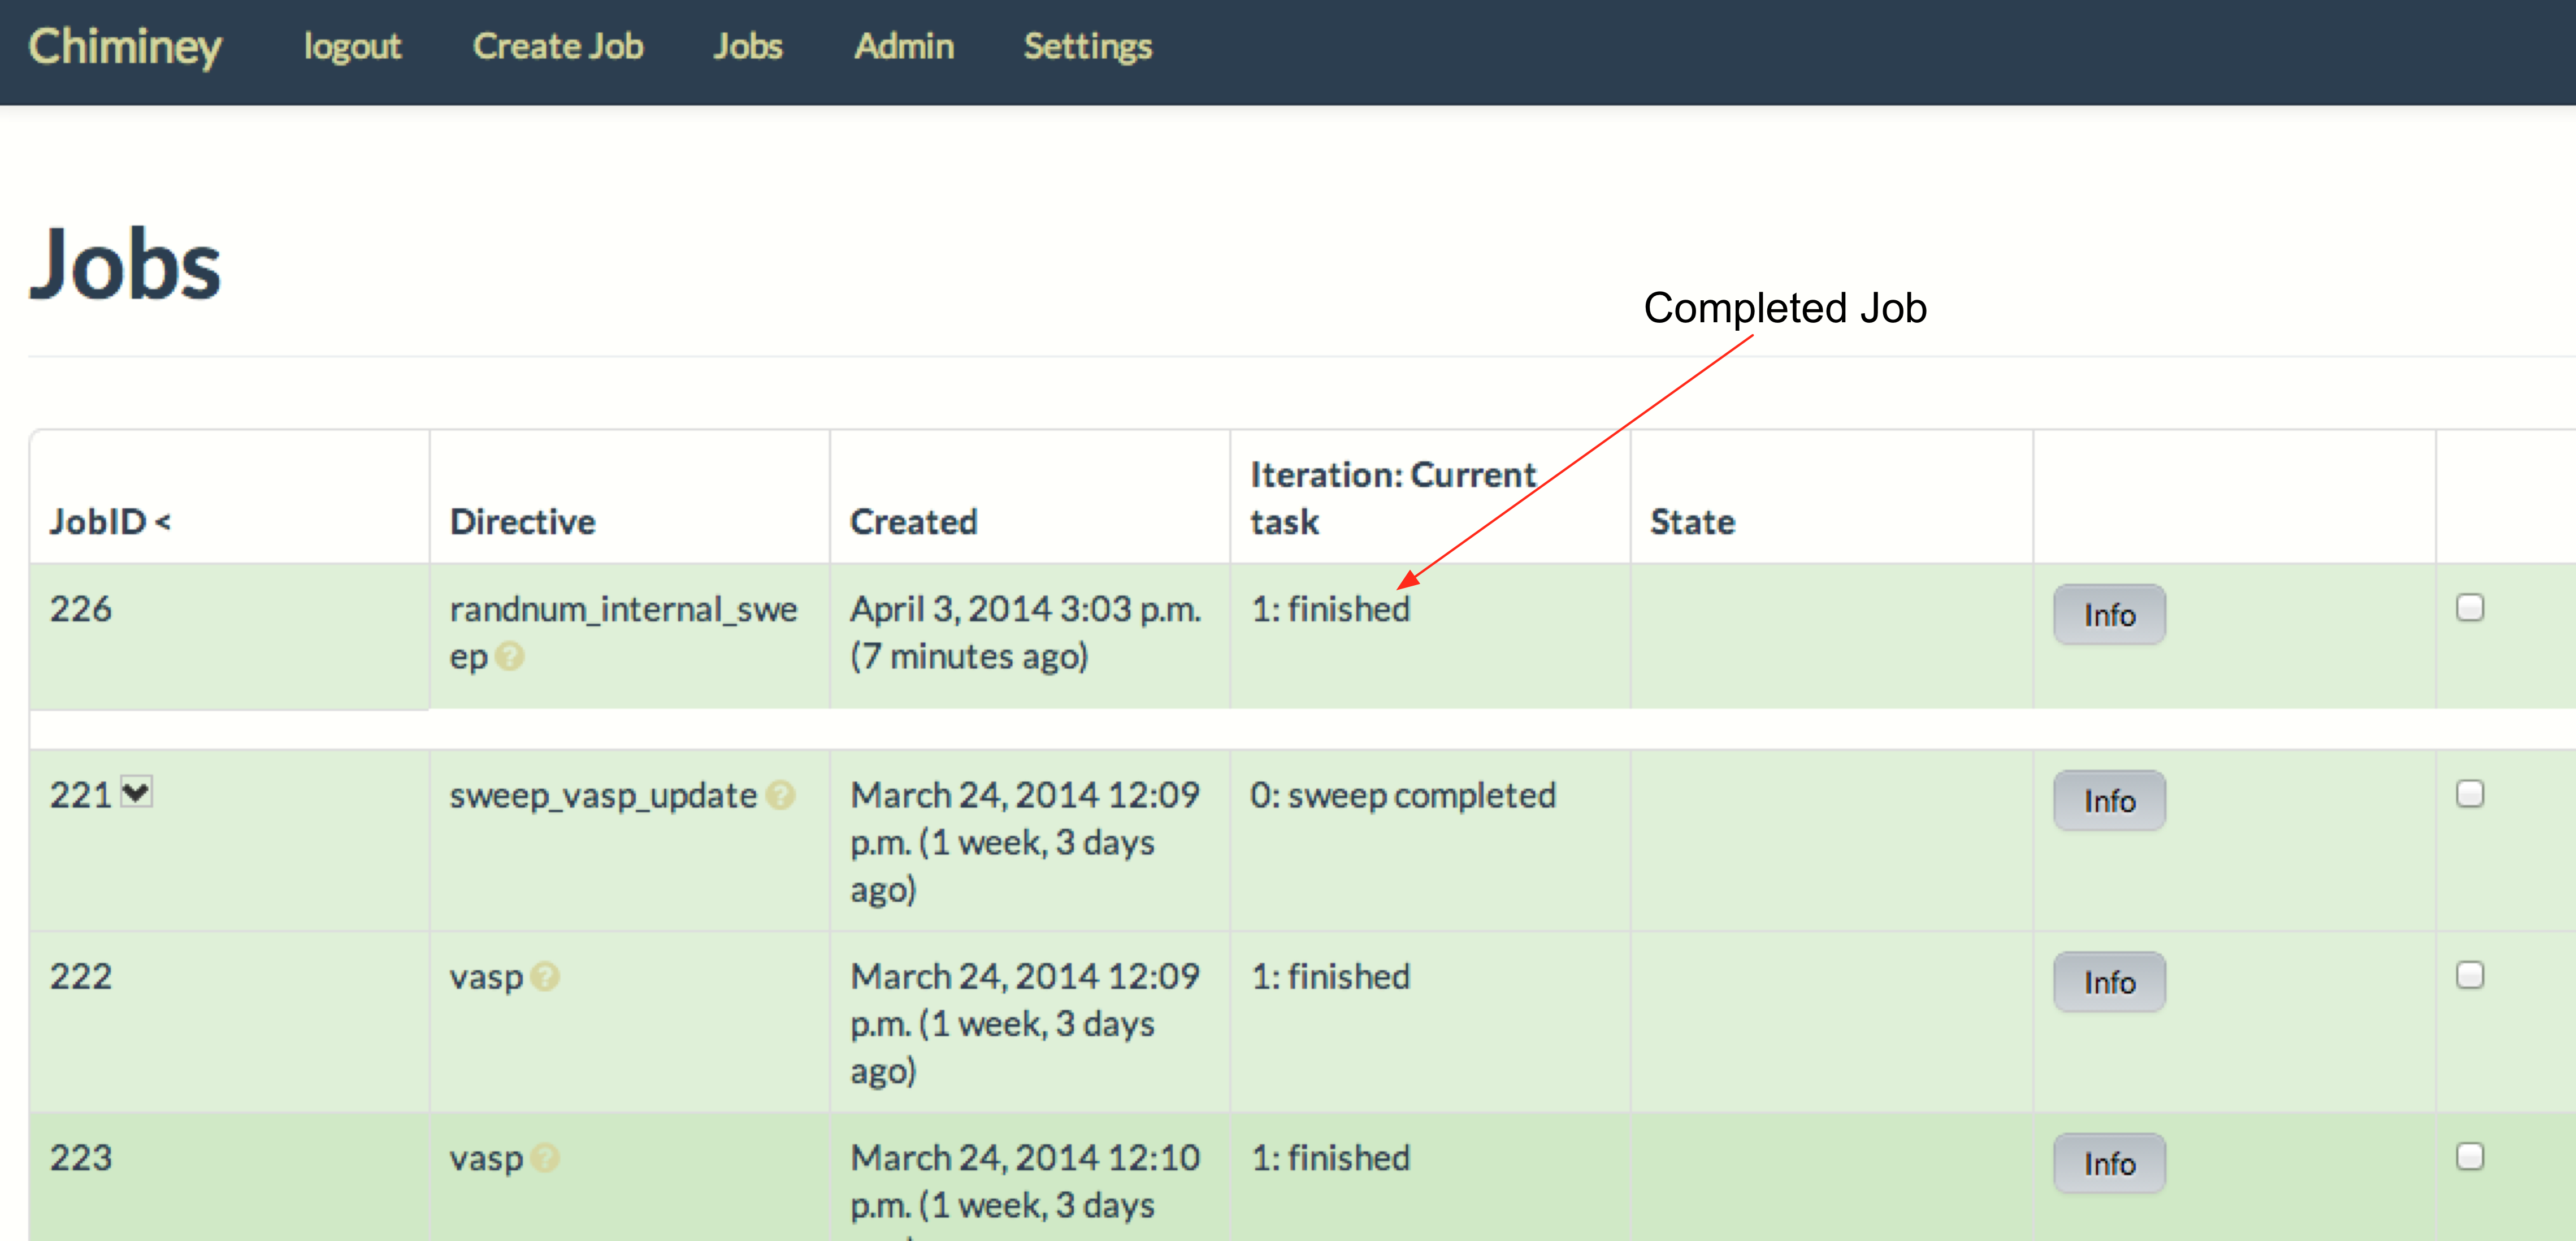 Chiminey logout Create Job Jobs Admin Settings
Jobs
Completed Job
JobID < Directive Created Iteration: Current
task State
226 randnum_internal_swe April 3, 2014 3:03 p.m. 1: finished Info
ep ? (7 minutes ago)
221 sweep_vasp_update ? March 24, 2014 12:09 0: sweep completed Info
p.m. (1 week, 3 days
ago)
222 vasp ? March 24, 2014 12:09 1: finished Info
p.m. (1 week, 3 days
ago)
223 vasp ? March 24, 2014 12:10 1: finished Info
p.m. (1 week, 3 days